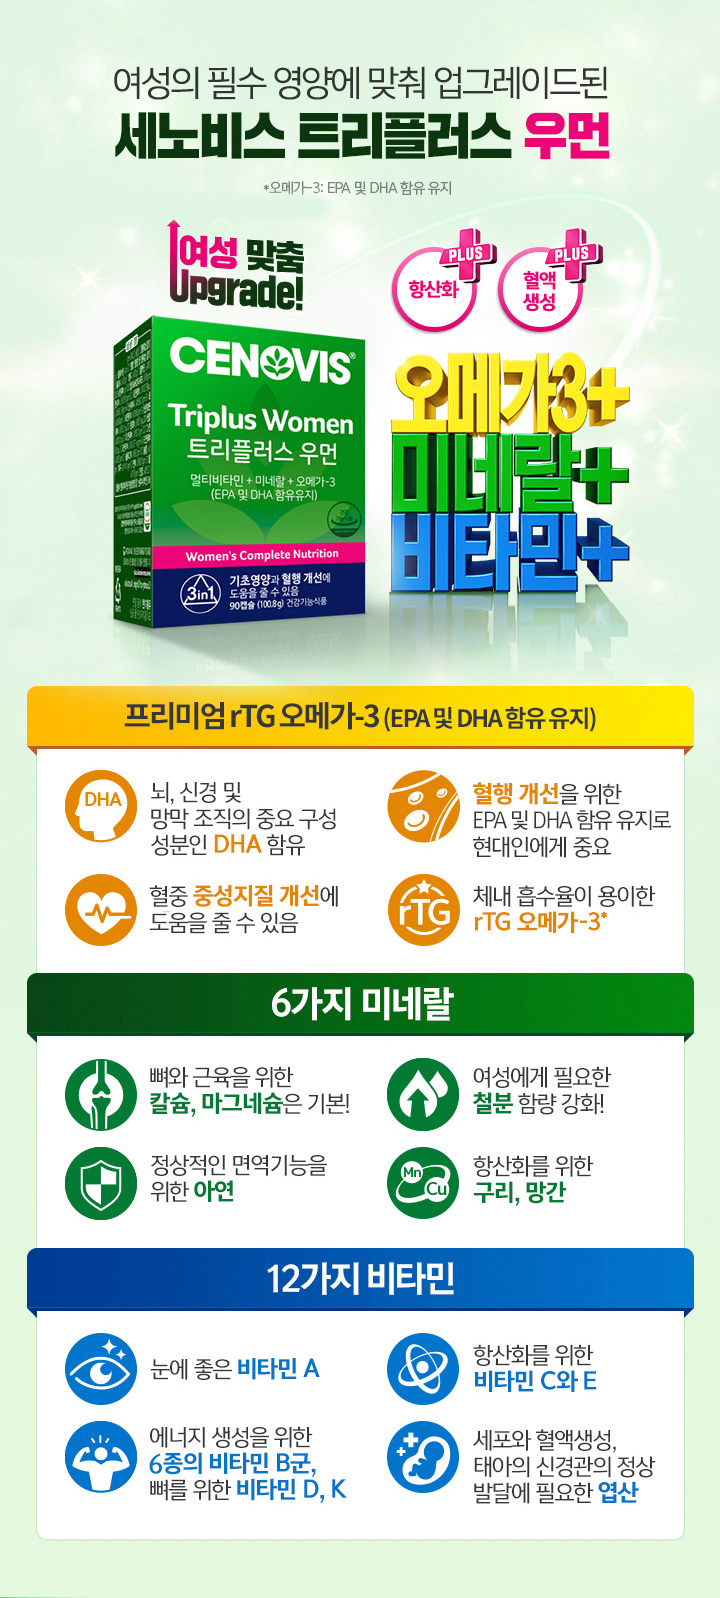 여성의 필수 영양에 맞춰 업그레이드된
세노비스 트리플러스 우먼
*오메가-3: EPA 및 DHA 함유 유지
여성 맞춤
Upgrade!
PLUS
항산화
PLUS
혈액
생성
CENOVIS®
Triplus Women
트리플러스 우먼
멀티비타민 + 미네랄 + 오메가-3
(EPA 및 DHA 함유유지)
Women's Complete Nutrition
3in1
기초영양과 혈행 개선에
도움을 줄 수 있음
90캡슐 (100.8g) 건강기능식품
오메가3+
미네랄+
비타민+
프리미엄 rTG 오메가-3 (EPA 및 DHA 함유 유지)
DHA
뇌, 신경 및
망막 조직의 중요 구성
성분인 DHA 함유
혈행 개선을 위한
EPA 및 DHA 함유 유지로
현대인에게 중요
혈중 중성지질 개선에
도움을 줄 수 있음
rTG
체내 흡수율이 용이한
rTG 오메가-3*
6가지 미네랄
뼈와 근육을 위한
칼슘, 마그네슘은 기본!
여성에게 필요한
철분 함량 강화!
정상적인 면역기능을
위한 아연
Mn
Cu
항산화를 위한
구리, 망간
12가지 비타민
눈에 좋은 비타민 A
항산화를 위한
비타민 C와 E
에너지 생성을 위한
6종의 비타민 B군,
뼈를 위한 비타민 D, K
세포와 혈액생성,
태아의 신경관의 정상
발달에 필요한 엽산